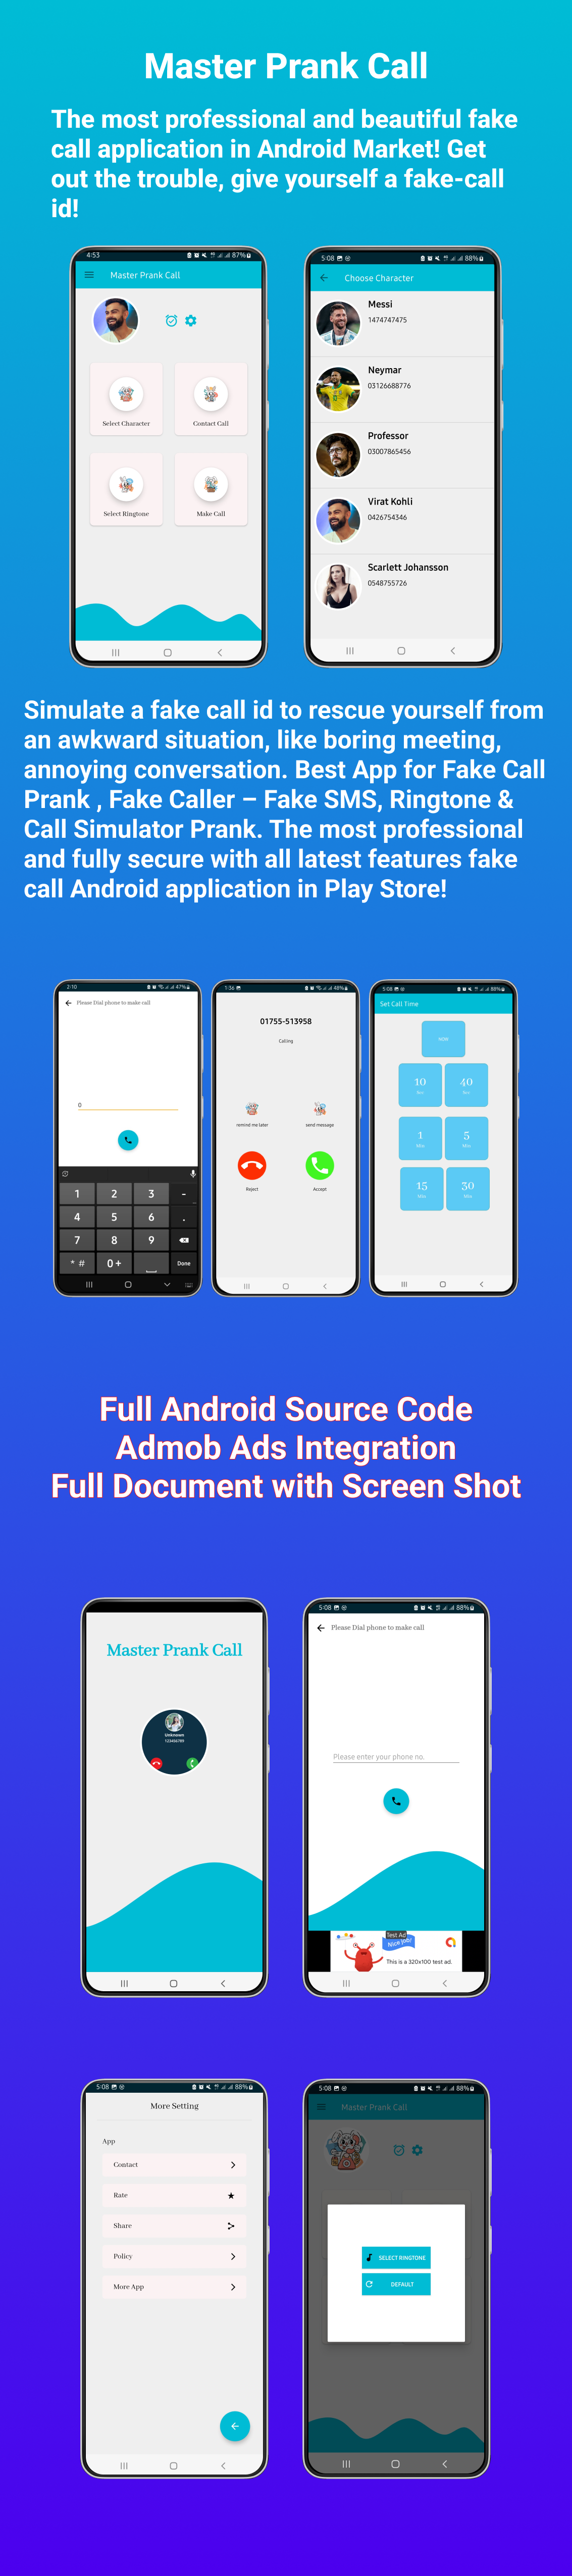 Master Prank Call
The most professional and beautiful fake
call application in Android Market! Get
out the trouble, give yourself a fake-call
id!
4:53
87%
Master Prank Call
Select Character
Contact Call
Select Ringtone
Make Call
5:08
88%
Choose Character
Messi
1474747475
Neymar
03126688776
Professor
03007865456
Virat Kohli
0426754346
Scarlett Johansson
0548755726
Simulate a fake call id to rescue yourself from
an awkward situation, like boring meeting,
annoying conversation. Best App for Fake Call
Prank , Fake Caller – Fake SMS, Ringtone &
Call Simulator Prank. The most professional
and fully secure with all latest features fake
call Android application in Play Store!
2:10
47%
Please Dial phone to make call
0
1 2 3 -
4 5 6 .
7 8 9
* # 0 + Done
1:36
48%
01755-513958
Calling
remind me later
send message
Reject
Accept
5:08
88%
Set Call Time
NOW
10
Sec
40
Sec
1
Min
5
Min
15
Min
30
Min
Full Android Source Code
Admob Ads Integration
Full Document with Screen Shot
Master Prank Call
Unknown
123456789
5:08
88%
Please Dial phone to make call
Please enter your phone no.
Test Ad
Nice job!
This is a 320x100 test ad.
5:08
88%
More Setting
App
Contact
Rate
Share
Policy
More App
5:08
88%
Master Prank Call
SELECT RINGTONE
DEFAULT